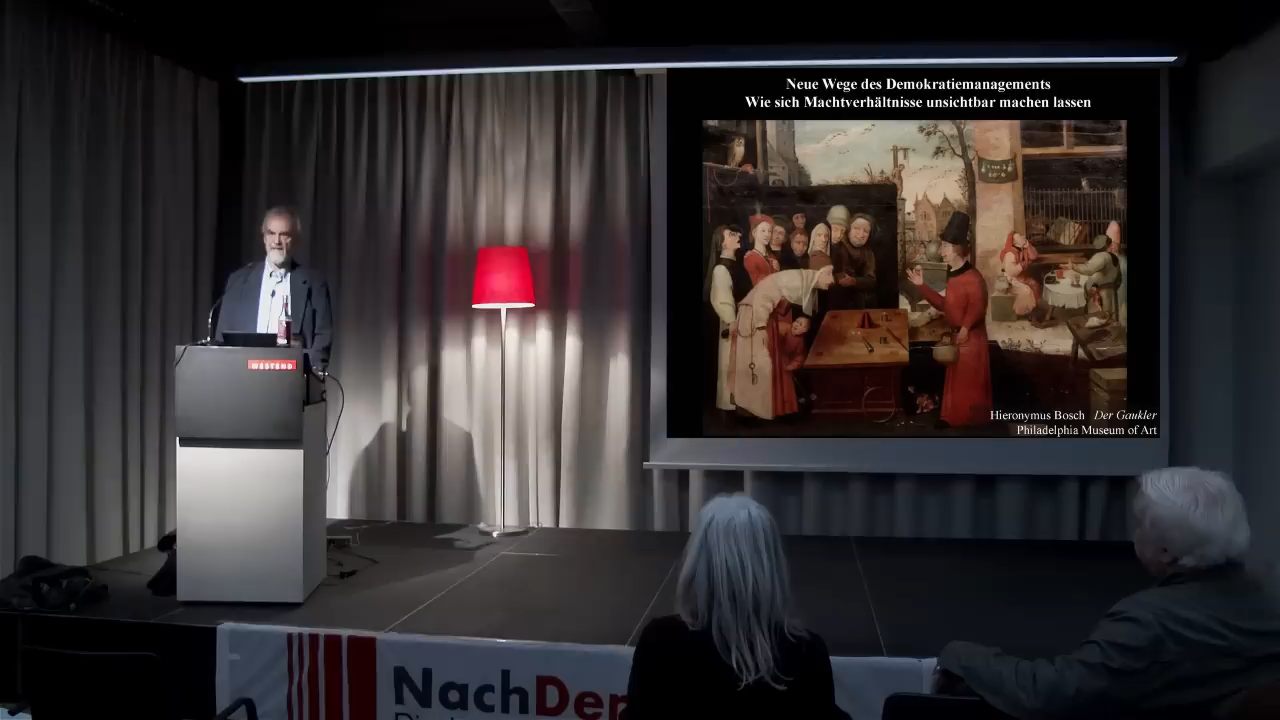 Neue Wege des Demokratiemanagements
Wie sich Machtverhältnisse unsichtbar machen lassen
Hieronymus Bosch Der Gaukler
Philadelphia Museum of Art
WESTEND
NachDen